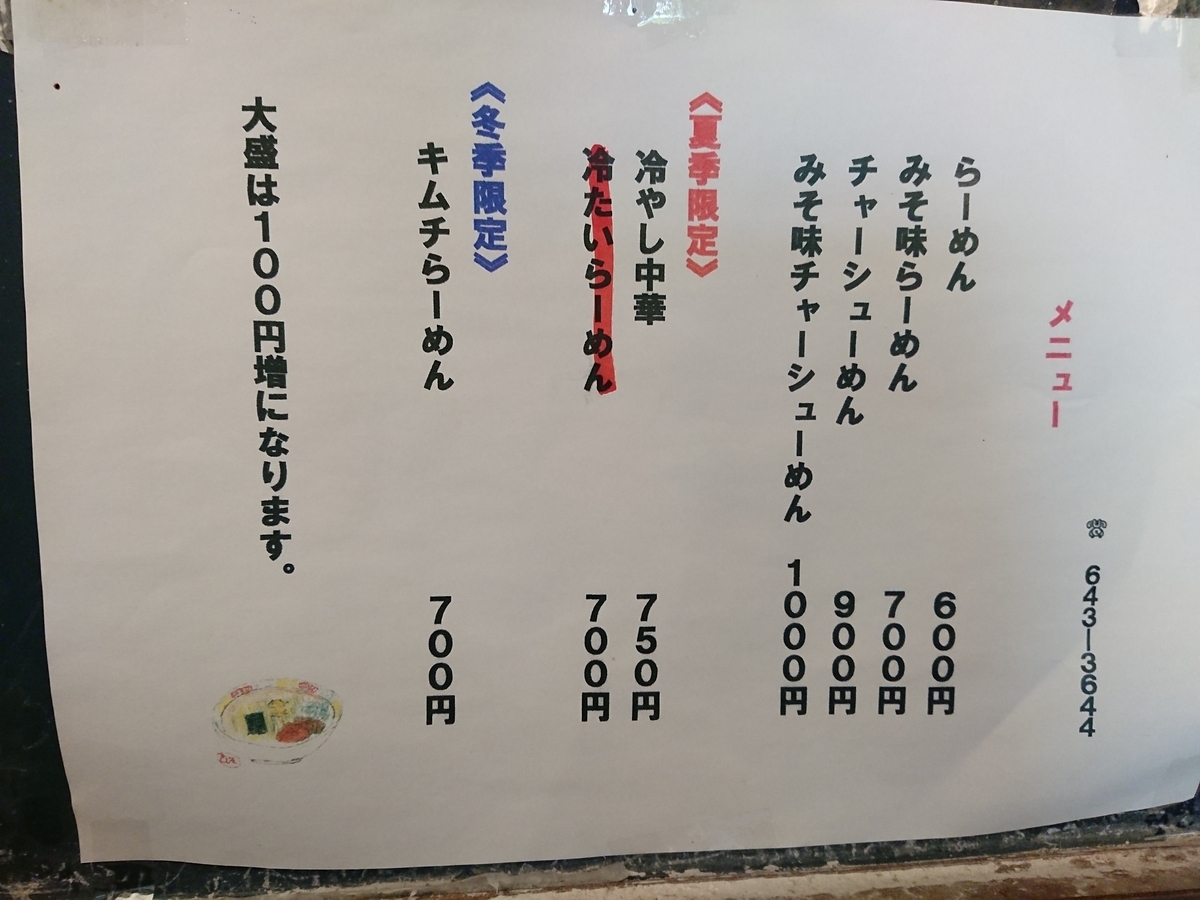 ☎ 643-3644
メニュー
らーめん 600円
みそ味らーめん 700円
チャーシューめん 900円
みそ味チャーシューめん 1000円
《夏季限定》
冷やし中華 750円
冷たいらーめん 700円
《冬季限定》
キムチらーめん 700円
大盛は100円増になります。